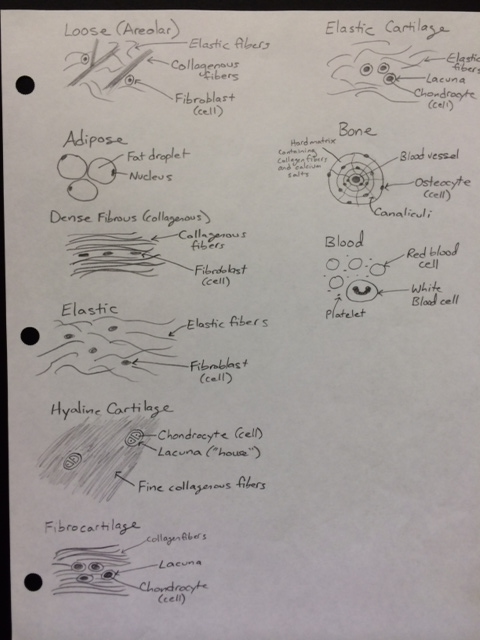 Loose (Areolar)
Elastic fibers
Collagenous
fibers
Fibroblast
(cell)
Adipose
Fat droplet
Nucleus
Dense Fibrous (collagenous)
Collagenous
fibers
Fibroblast
(cell)
Elastic
Elastic fibers
Fibroblast
(cell)
Hyaline Cartilage
Chondrocyte (cell)
Lacuna ("house")
Fine collagenous fibers
Fibrocartilage
collagen fibers
Lacuna
Chondrocyte
(cell)
Elastic Cartilage
Elastic
fibers
Lacuna
Chondrocyte
(cell)
Bone
Hard matrix
containing
collagen fibers
and calcium
salts
Blood vessel
Osteocyte
(cell)
Canaliculi
Blood
Red blood
cell
White
Blood cell
Platelet